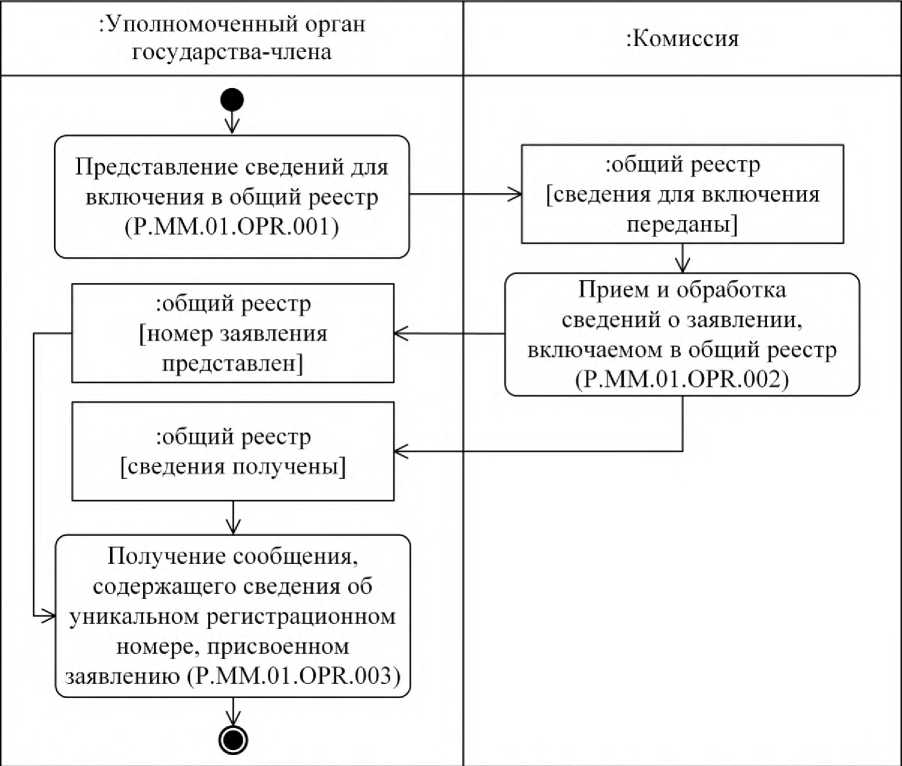 :Уполномоченный орган
государства-члена
:Комиссия
Представление сведений для
включения в общий реестр
(P.MM.01.OPR.001)
:общий реестр
[сведения для включения
переданы]
Прием и обработка
сведений о заявлении,
включаемом в общий реестр
(P.MM.01.OPR.002)
:общий реестр
[номер заявления
представлен]
:общий реестр
[сведения получены]
Получение сообщения,
содержащего сведения об
уникальном регистрационном
номере, присвоенном
заявлению (P.MM.01.OPR.003)